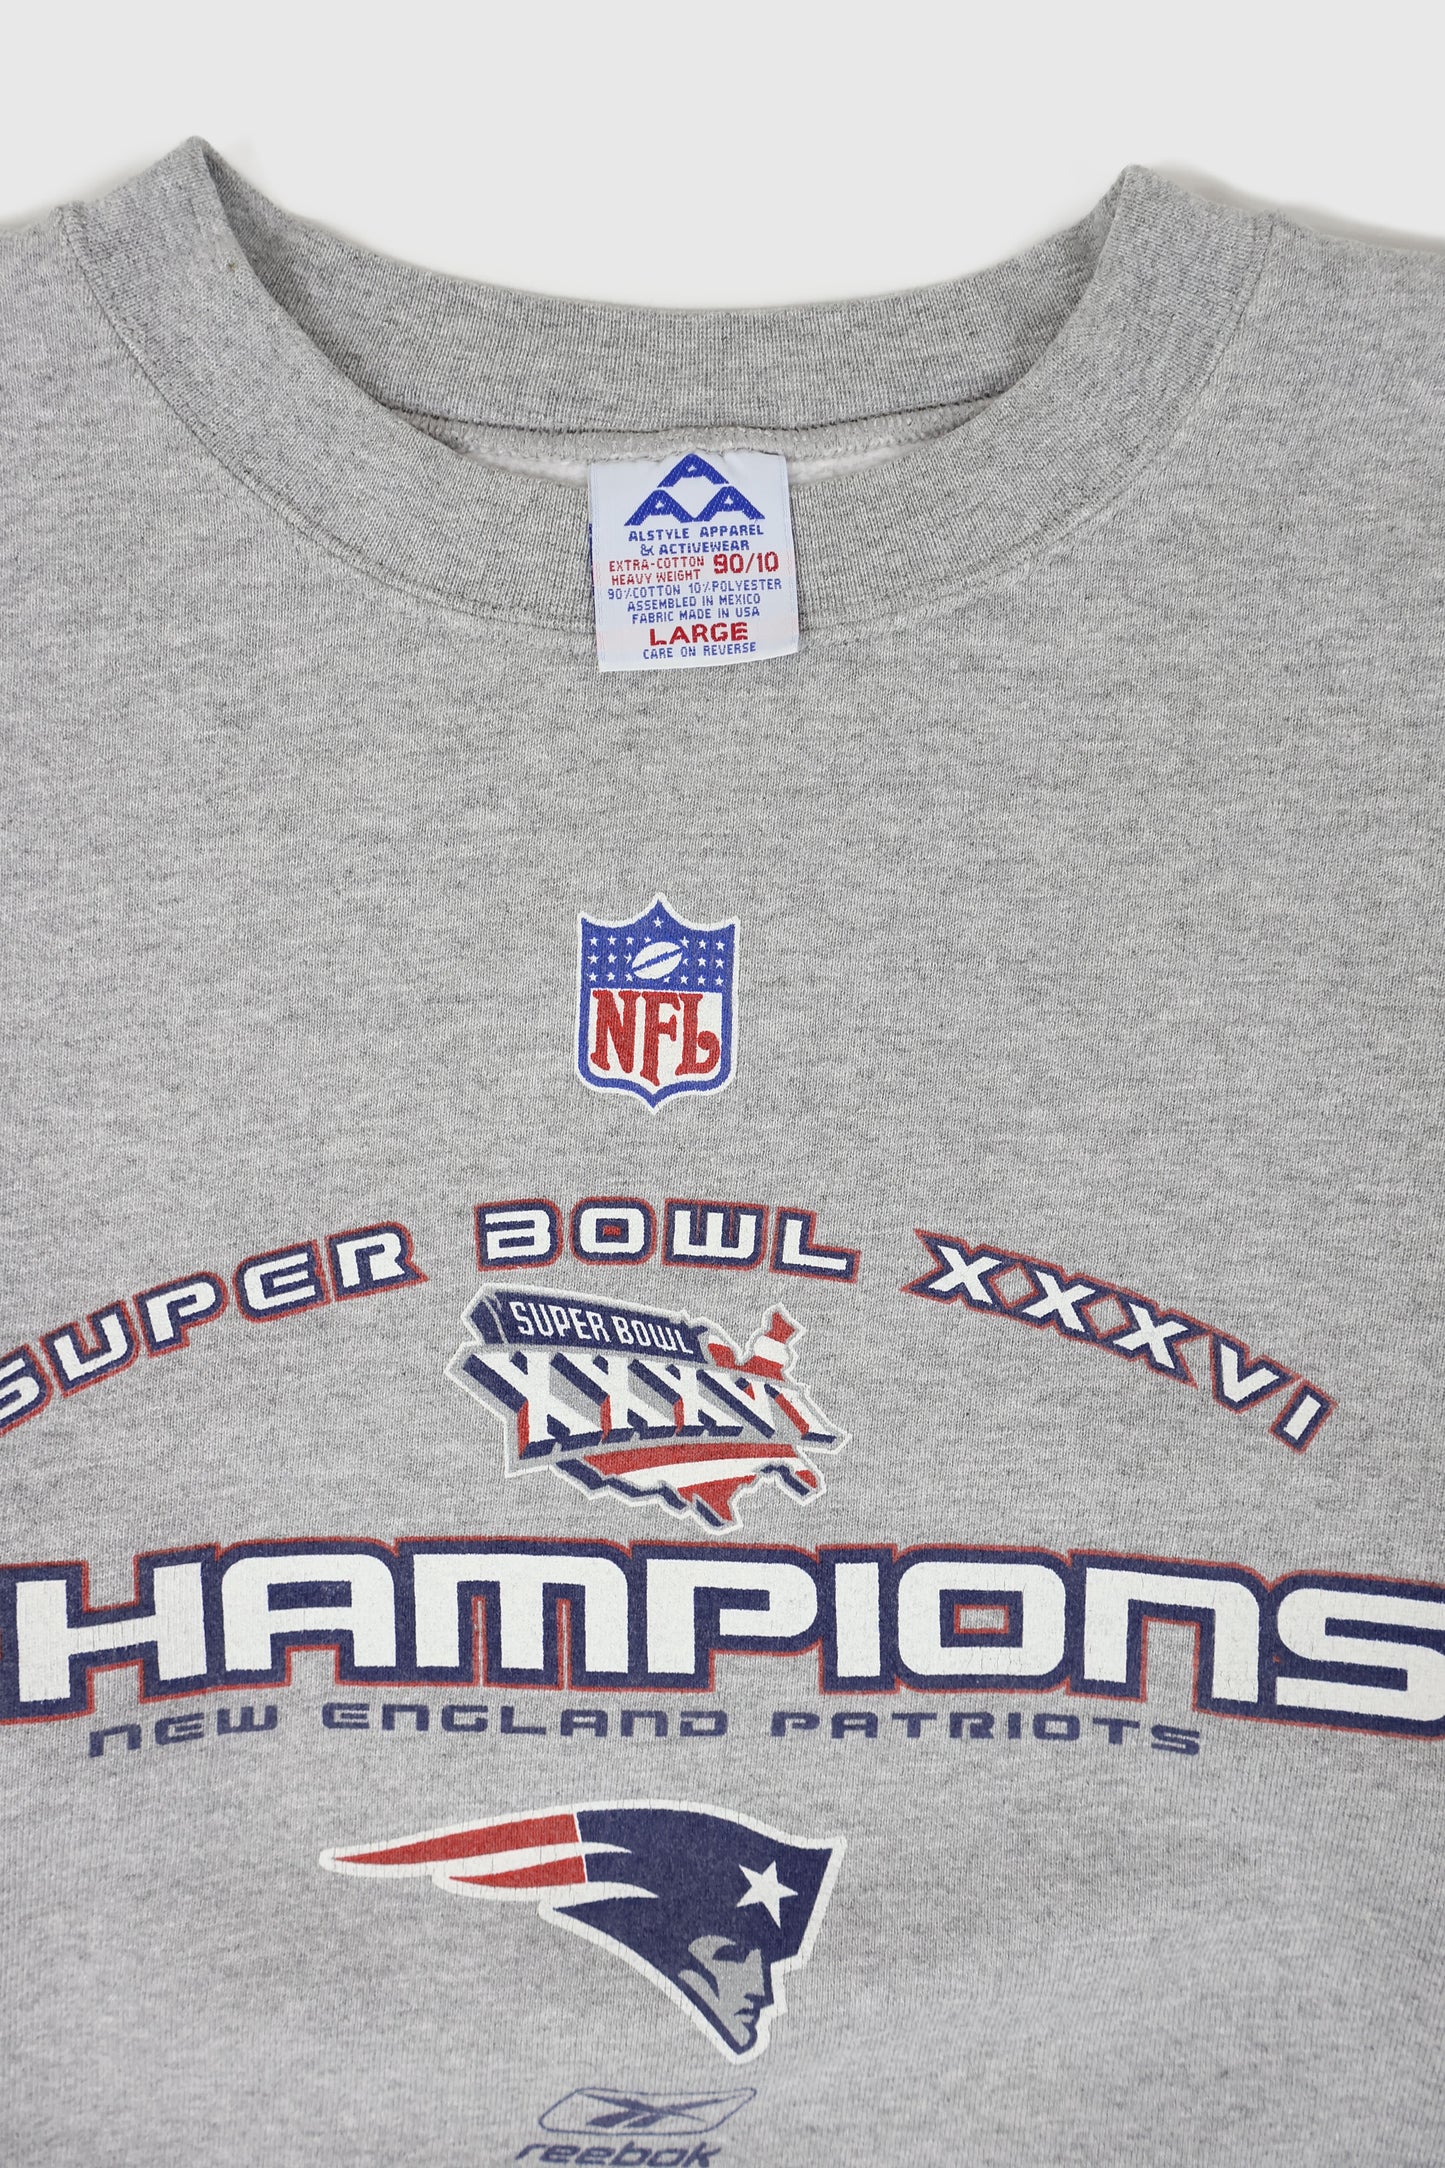 AAA
ALSTYLE APPAREL
& ACTIVEWEAR
EXTRA-COTTON
HEAVY WEIGHT 90/10
90%COTTON 10%POLYESTER
ASSEMBLED IN MEXICO
FABRIC MADE IN USA
LARGE
CARE ON REVERSE
NFL
SUPER BOWL XXXVI
SUPER BOWL
XXXVI
CHAMPIONS
NEW ENGLAND PATRIOTS
Reebok